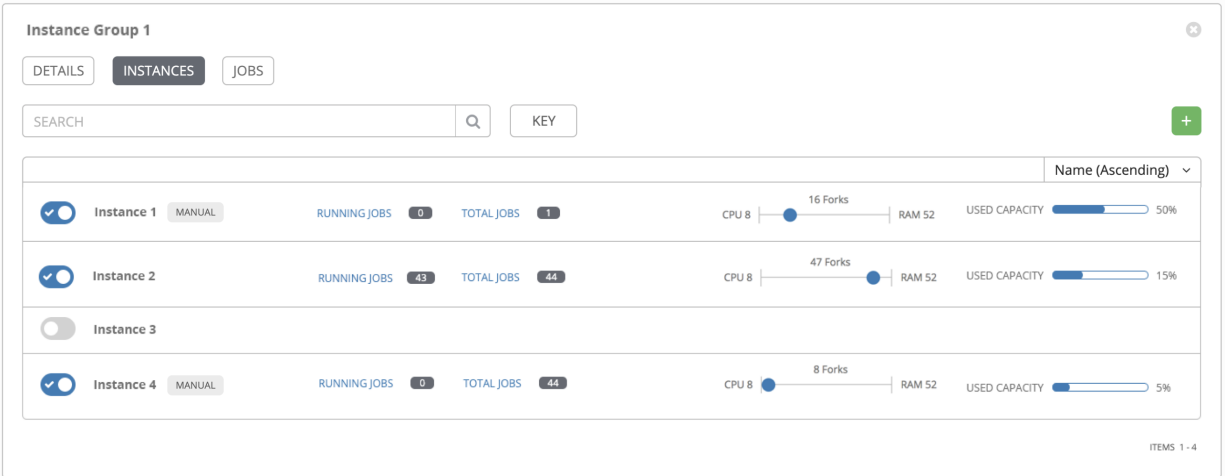 Instance Group 1
DETAILS INSTANCES JOBS
SEARCH KEY +
Name (Ascending)
Instance 1 MANUAL RUNNING JOBS 0 TOTAL JOBS 1 CPU 8 16 Forks RAM 52 USED CAPACITY 50%
Instance 2 RUNNING JOBS 43 TOTAL JOBS 44 CPU 8 47 Forks RAM 52 USED CAPACITY 15%
Instance 3
Instance 4 MANUAL RUNNING JOBS 0 TOTAL JOBS 44 CPU 8 8 Forks RAM 52 USED CAPACITY 5%
ITEMS 1 - 4